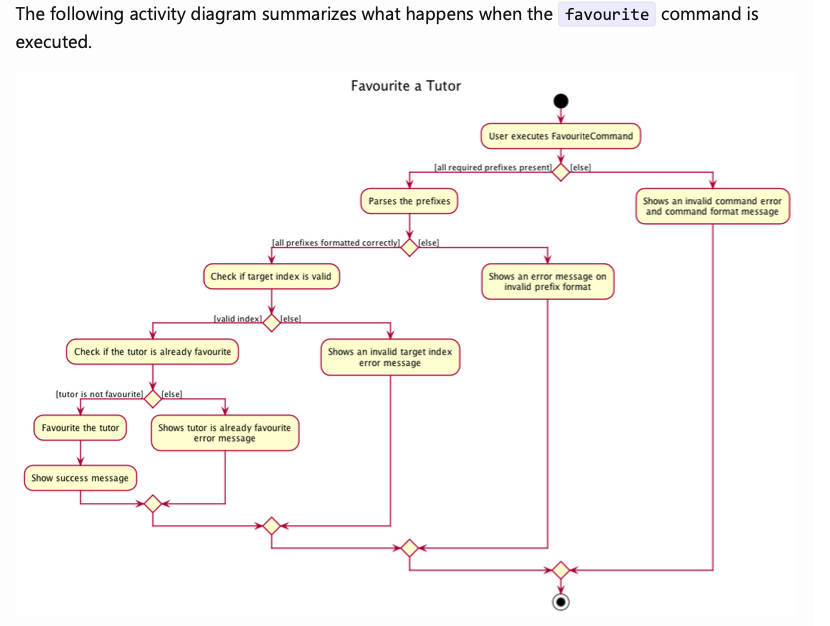 The following activity diagram summarizes what happens when the favourite command is
executed.
Favourite a Tutor
User executes FavouriteCommand
[all required prefixes present]
[else]
Parses the prefixes
Shows an invalid command error
and command format message
[all prefixes formatted correctly]
[else]
Check if target index is valid
Shows an error message on
invalid prefix format
[valid index]
[else]
Check if the tutor is already favourite
Shows an invalid target index
error message
[tutor is not favourite]
[else]
Favourite the tutor
Shows tutor is already favourite
error message
Show success message